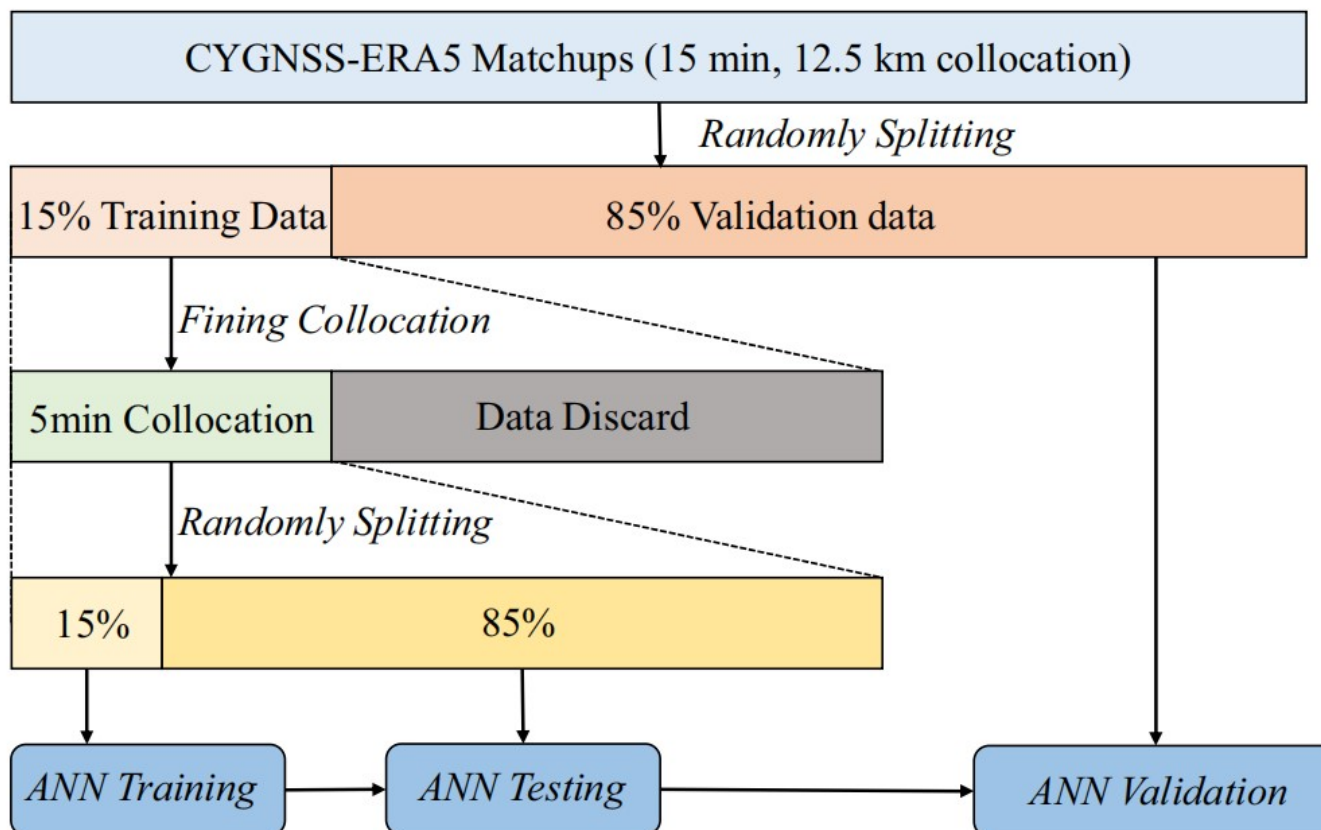 CYGNSS-ERA5 Matchups (15 min, 12.5 km collocation)
Randomly Splitting
15% Training Data
85% Validation data
Fining Collocation
5min Collocation
Data Discard
Randomly Splitting
15%
85%
ANN Training
ANN Testing
ANN Validation